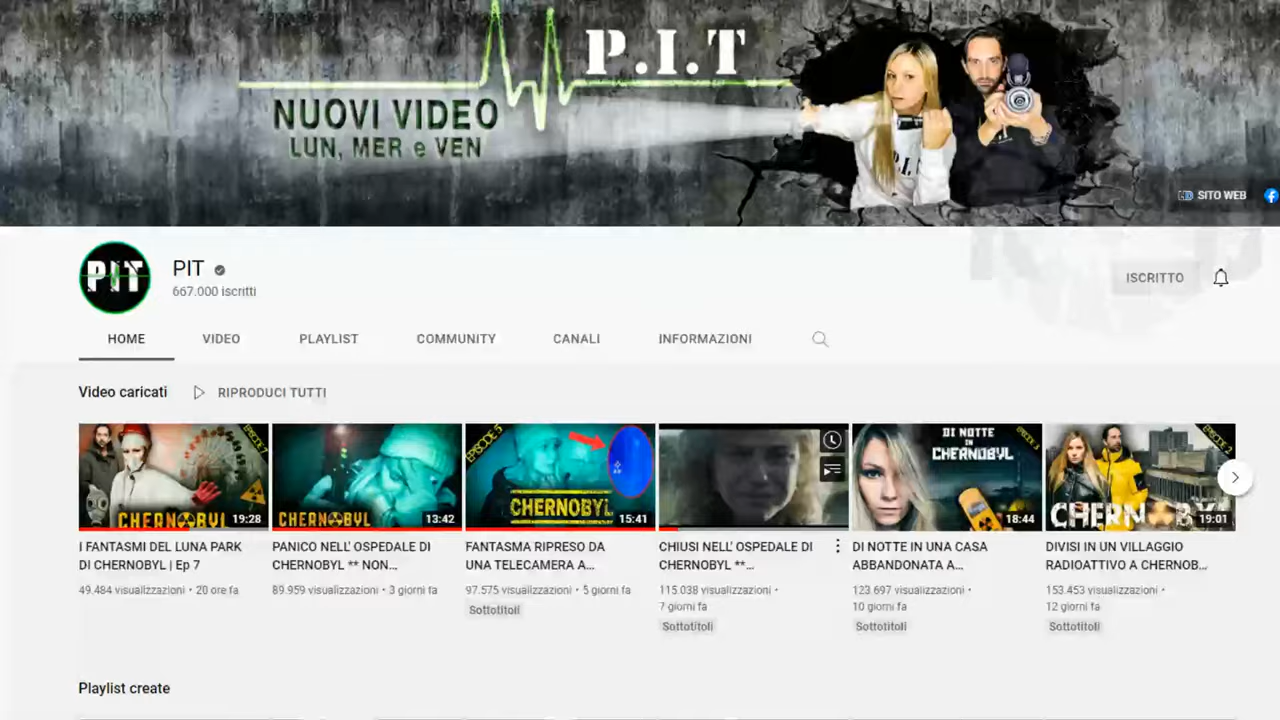 P.I.T
NUOVI VIDEO
LUN, MER e VEN
SITO WEB
PIT
PIT
667.000 iscritti
ISCRITTO
HOME
VIDEO
PLAYLIST
COMMUNITY
CANALI
INFORMAZIONI
Video caricati
RIPRODUCI TUTTI
EPISODE 7
CHERNOBYL
19:28
CHERNOBYL
13:42
EPISODE 5
CHERNOBYL
15:41
DI NOTTE
IN
CHERNOBYL
18:44
EPISODE 2
CHERN
19:01
I FANTASMI DEL LUNA PARK
DI CHERNOBYL | Ep 7
49.484 visualizzazioni • 20 ore fa
PANICO NELL' OSPEDALE DI
CHERNOBYL ** NON...
89.959 visualizzazioni • 3 giorni fa
FANTASMA RIPRESO DA
UNA TELECAMERA A...
97.575 visualizzazioni • 5 giorni fa
Sottotitoli
CHIUSI NELL' OSPEDALE DI
CHERNOBYL **...
115.038 visualizzazioni •
7 giorni fa
Sottotitoli
DI NOTTE IN UNA CASA
ABBANDONATA A...
123.697 visualizzazioni •
10 giorni fa
Sottotitoli
DIVISI IN UN VILLAGGIO
RADIOATTIVO A CHERNOB...
153.453 visualizzazioni •
12 giorni fa
Sottotitoli
Playlist create